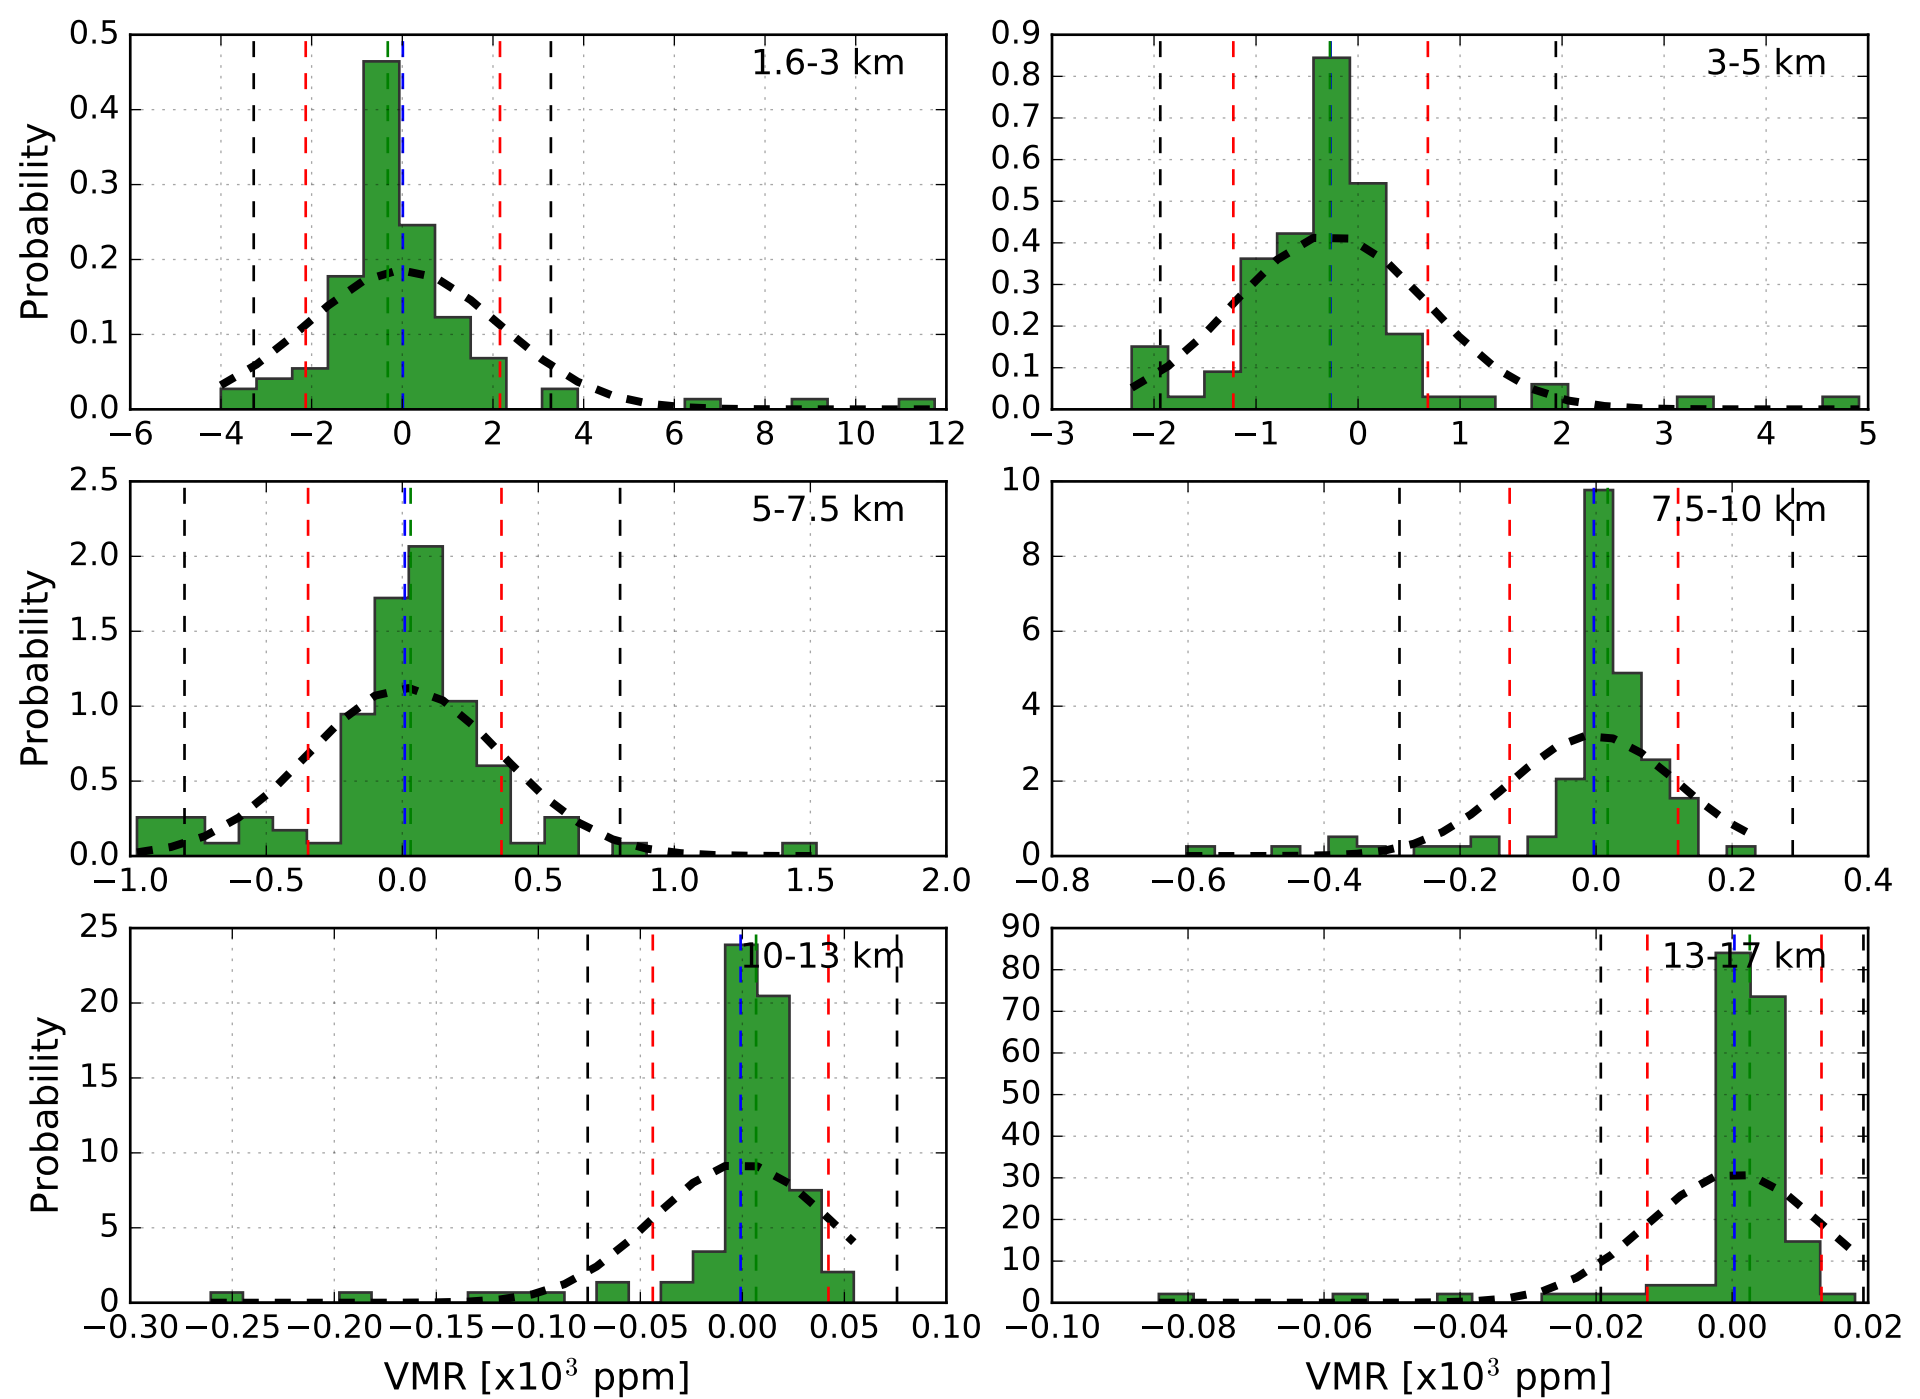 1.6-3 km
Probability
0.5
0.4
0.3
0.2
0.1
0.0
−6 −4 −2 0 2 4 6 8 10 12
3-5 km
0.9
0.8
0.7
0.6
0.5
0.4
0.3
0.2
0.1
0.0
−3 −2 −1 0 1 2 3 4 5
5-7.5 km
Probability
2.5
2.0
1.5
1.0
0.5
0.0
−1.0 −0.5 0.0 0.5 1.0 1.5 2.0
7.5-10 km
10
8
6
4
2
0
−0.8 −0.6 −0.4 −0.2 0.0 0.2 0.4
10-13 km
Probability
25
20
15
10
5
0
−0.30 −0.25 −0.20 −0.15 −0.10 −0.05 0.00 0.05 0.10
VMR [x10³ ppm]
13-17 km
90
80
70
60
50
40
30
20
10
0
−0.10 −0.08 −0.06 −0.04 −0.02 0.00 0.02
VMR [x10³ ppm]